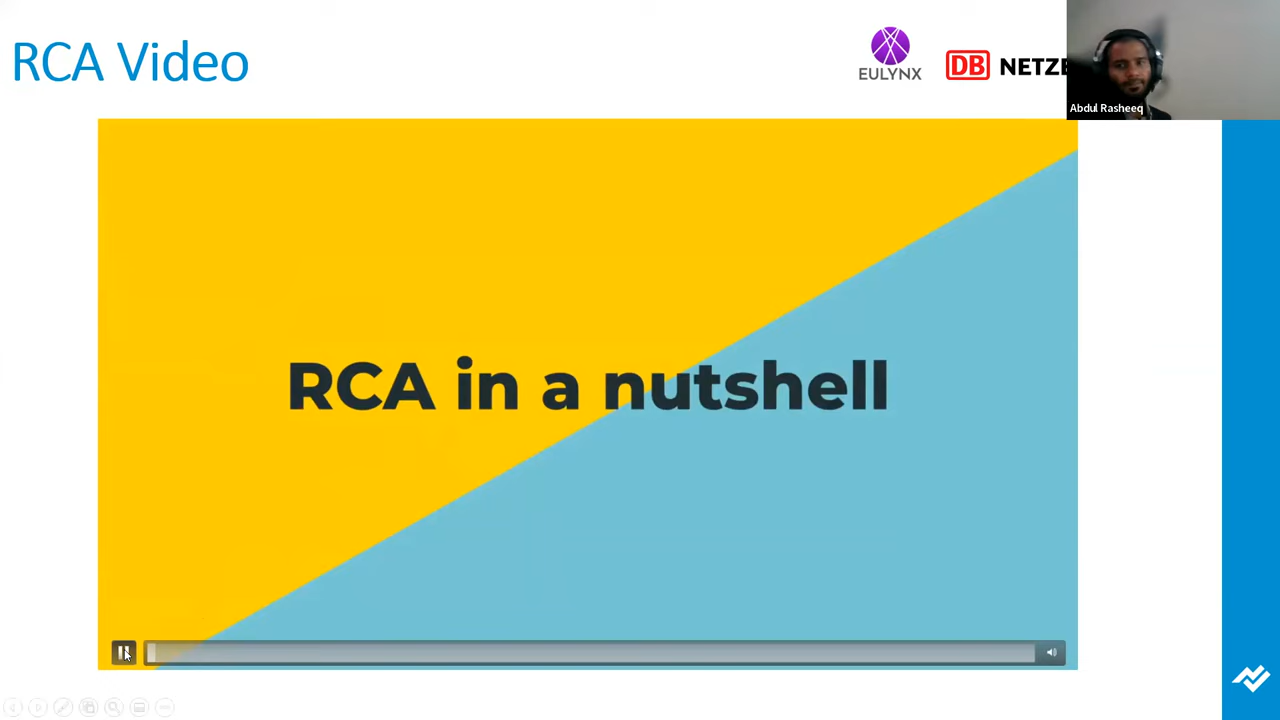 RCA Video
EULYNX
DB NETZE
Abdul Rasheeq
RCA in a nutshell